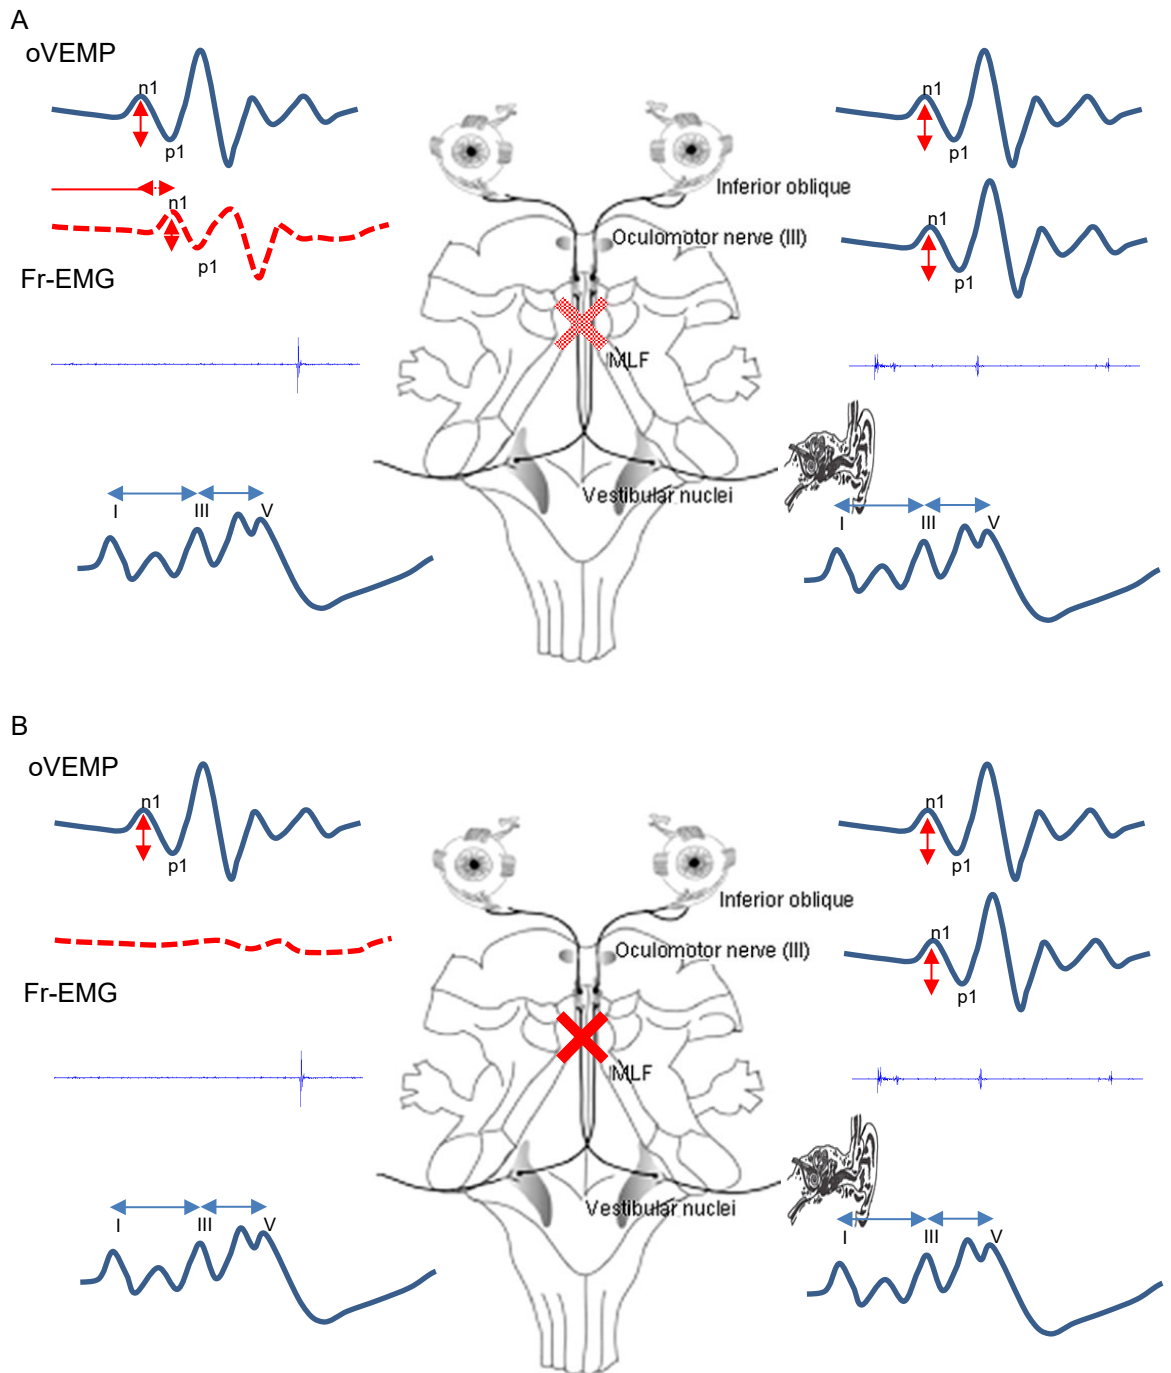 A
oVEMP
n1
p1
n1
p1
n1
p1
n1
p1
Inferior oblique
Oculomotor nerve (III)
Fr-EMG
MLF
Vestibular nuclei
I
III
V
I
III
V
B
oVEMP
n1
p1
n1
p1
n1
p1
Inferior oblique
Oculomotor nerve (III)
Fr-EMG
MLF
Vestibular nuclei
I
III
V
I
III
V